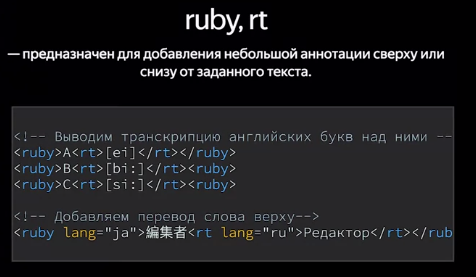 ruby, rt
— предназначен для добавления небольшой аннотации сверху или
снизу от заданного текста.
<!-- Выводим транскрипцию английских букв над ними --
<ruby>A<rt>[ei]</rt></ruby>
<ruby>B<rt>[bi:]</rt><ruby>
<ruby>C<rt>[si:]</rt><ruby>
<!-- Добавляем перевод слова верху-->
<ruby lang="ja">編集者<rt lang="ru">Редактор</rt></rub